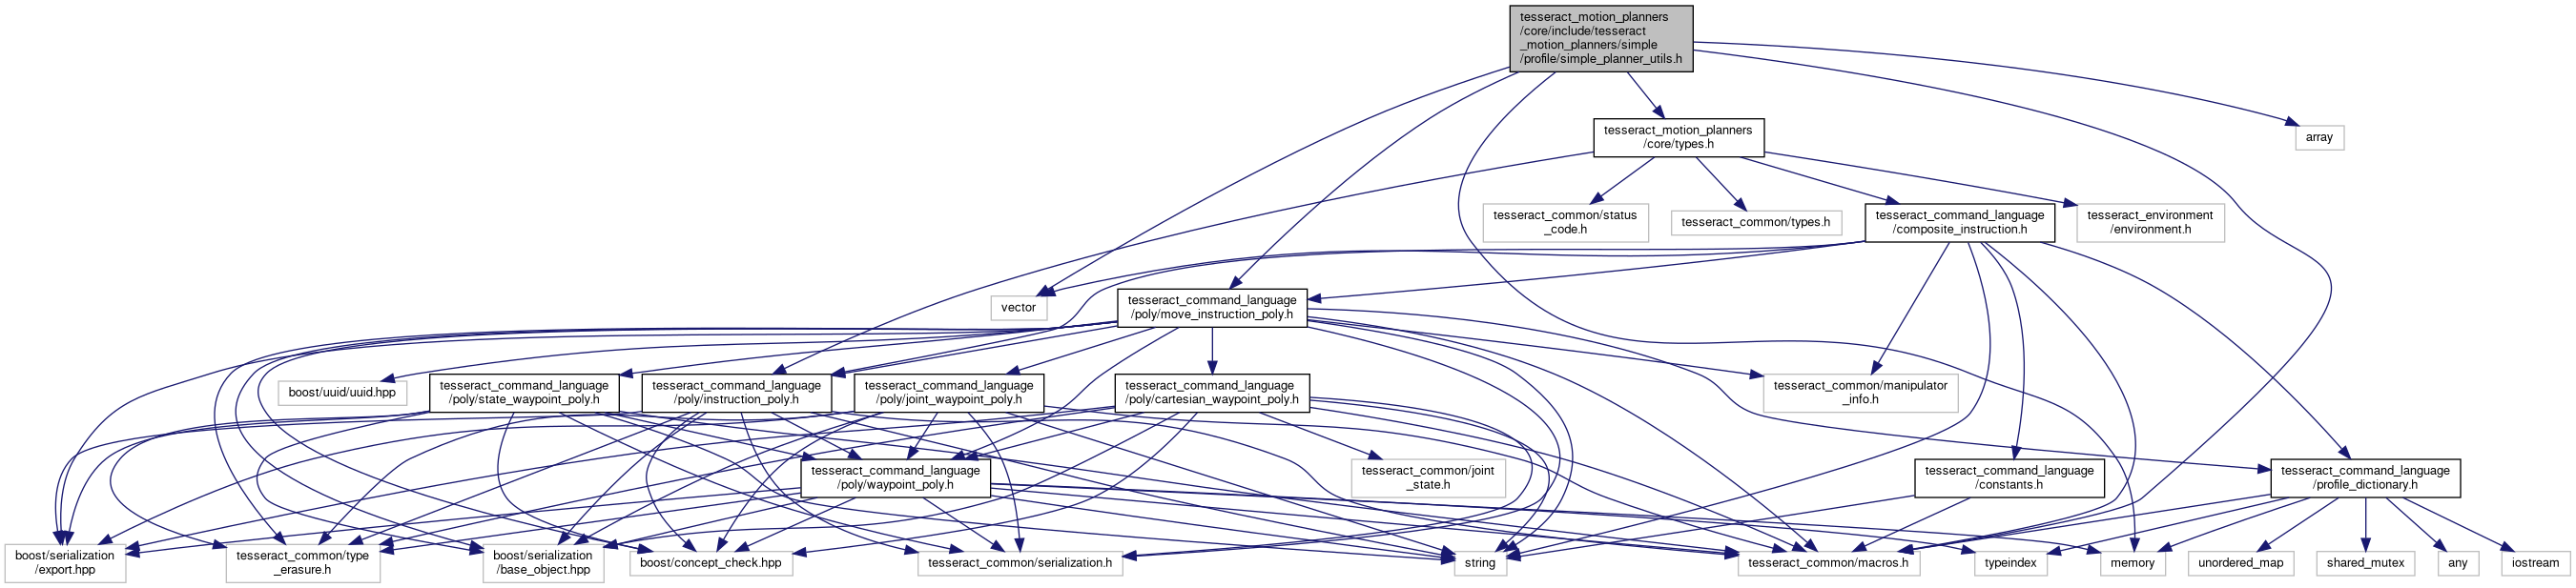 tesseract_motion_planners
/core/include/tesseract
_motion_planners/simple
/profile/simple_planner_utils.h
tesseract_motion_planners
/core/types.h
array
tesseract_common/status
_code.h
tesseract_common/types.h
tesseract_command_language
/composite_instruction.h
tesseract_environment
/environment.h
vector
tesseract_command_language
/poly/move_instruction_poly.h
boost/uuid/uuid.hpp
tesseract_command_language
/poly/state_waypoint_poly.h
tesseract_command_language
/poly/instruction_poly.h
tesseract_command_language
/poly/joint_waypoint_poly.h
tesseract_command_language
/poly/cartesian_waypoint_poly.h
tesseract_common/manipulator
_info.h
tesseract_command_language
/poly/waypoint_poly.h
tesseract_common/joint
_state.h
tesseract_command_language
/constants.h
tesseract_command_language
/profile_dictionary.h
boost/serialization
/export.hpp
tesseract_common/type
_erasure.h
boost/serialization
/base_object.hpp
boost/concept_check.hpp
tesseract_common/serialization.h
string
tesseract_common/macros.h
typeindex
memory
unordered_map
shared_mutex
any
iostream